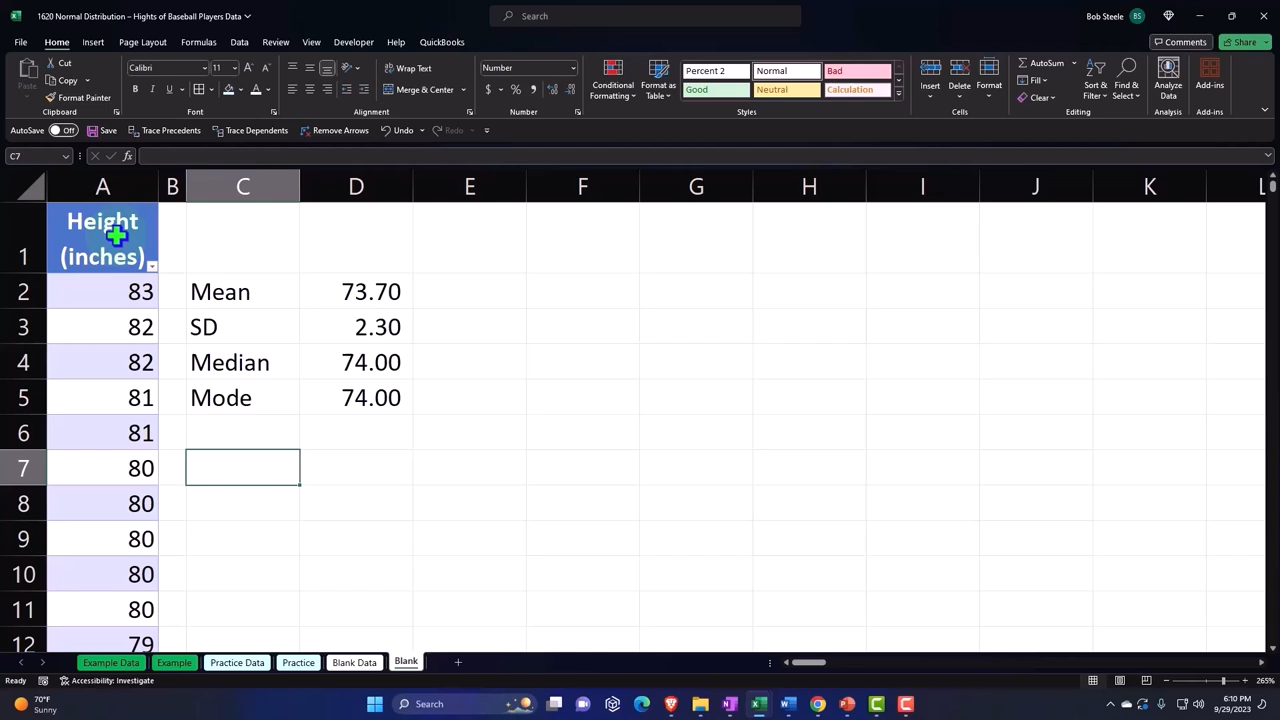 1620 Normal Distribution – Hights of Baseball Players Data
Search
Bob Steele BS
File Home Insert Page Layout Formulas Data Review View Developer Automate Help QuickBooks
Comments Share
Cut
Copy
Format Painter
Clipboard
Calibri 11
Font
Wrap Text
Merge & Center
Alignment
Number
Number
Conditional Formatting
Format as Table
Percent 2 Normal Bad
Good Neutral Calculation
Styles
Insert Delete Format
Cells
AutoSum
Fill
Clear
Sort & Filter
Find & Select
Editing
Analyze Data
Analysis
Add-ins
Add-ins
AutoSave Off Save Trace Precedents Trace Dependents Remove Arrows Undo Redo
C7
A B C D E F G H I J K L
1 Height (inches)
2 83 Mean 73.70
3 82 SD 2.30
4 82 Median 74.00
5 81 Mode 74.00
6 81
7 80
8 80
9 80
10 80
11 80
12 79
Example Data Example Practice Data Practice Blank Data Blank
Ready Accessibility: Investigate 265%
70°F
Sunny
Search
6:10 PM
9/29/2023